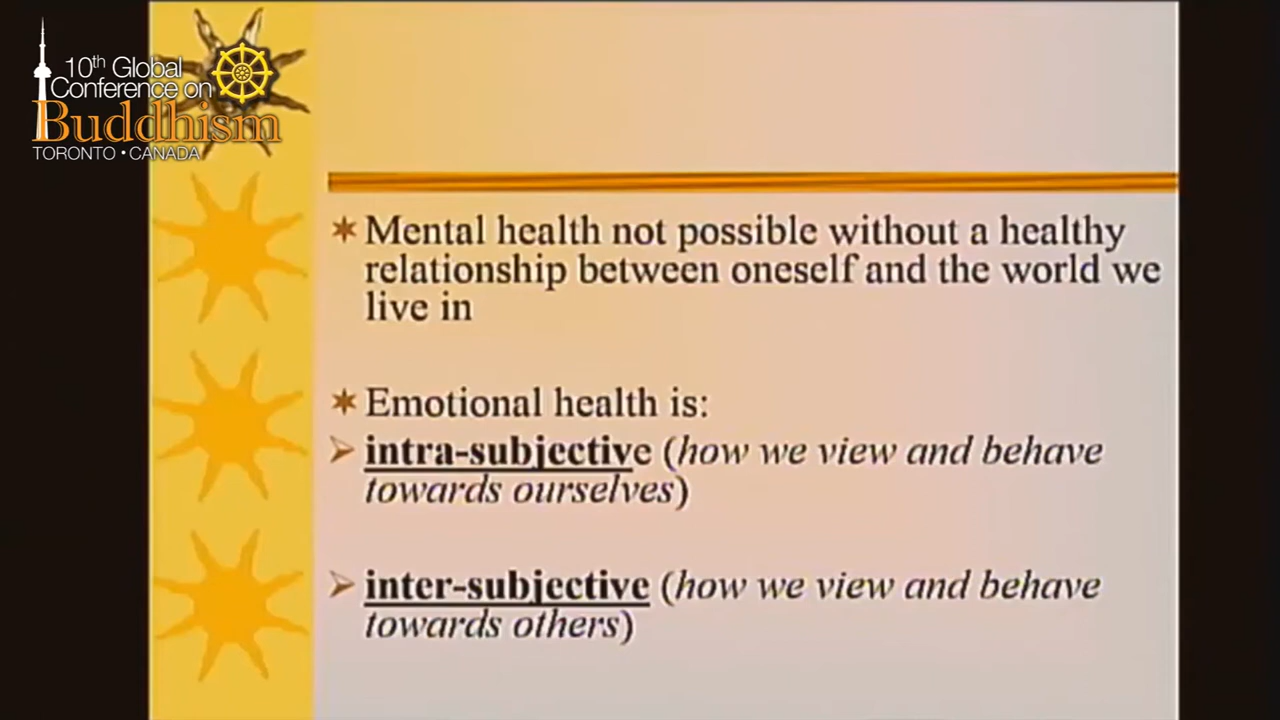 10th Global
Conference on
Buddhism
TORONTO • CANADA
Mental health not possible without a healthy
relationship between oneself and the world we
live in
Emotional health is:
intra-subjective (how we view and behave
towards ourselves)
inter-subjective (how we view and behave
towards others)